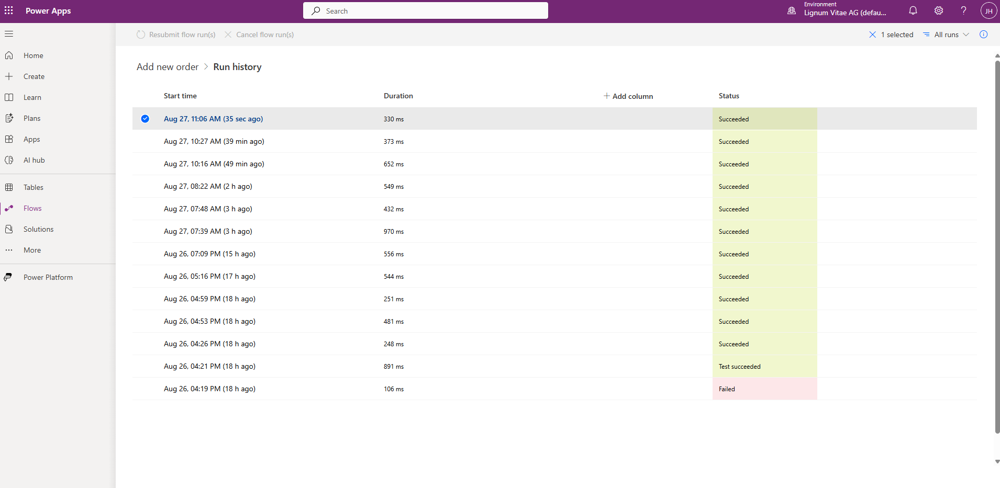 Power Apps
Search
Environment
Lignum Vitae AG (defau...
JH
Resubmit flow run(s)
Cancel flow run(s)
1 selected
All runs
Home
Create
Learn
Plans
Apps
AI hub
Tables
Flows
Solutions
More
Power Platform
Add new order > Run history
Start time Duration + Add column Status
Aug 27, 11:06 AM (35 sec ago) 330 ms Succeeded
Aug 27, 10:27 AM (39 min ago) 373 ms Succeeded
Aug 27, 10:16 AM (49 min ago) 652 ms Succeeded
Aug 27, 08:22 AM (2 h ago) 549 ms Succeeded
Aug 27, 07:48 AM (3 h ago) 432 ms Succeeded
Aug 27, 07:39 AM (3 h ago) 970 ms Succeeded
Aug 26, 07:09 PM (15 h ago) 556 ms Succeeded
Aug 26, 05:16 PM (17 h ago) 544 ms Succeeded
Aug 26, 04:59 PM (18 h ago) 251 ms Succeeded
Aug 26, 04:53 PM (18 h ago) 481 ms Succeeded
Aug 26, 04:26 PM (18 h ago) 248 ms Succeeded
Aug 26, 04:21 PM (18 h ago) 891 ms Test succeeded
Aug 26, 04:19 PM (18 h ago) 106 ms Failed